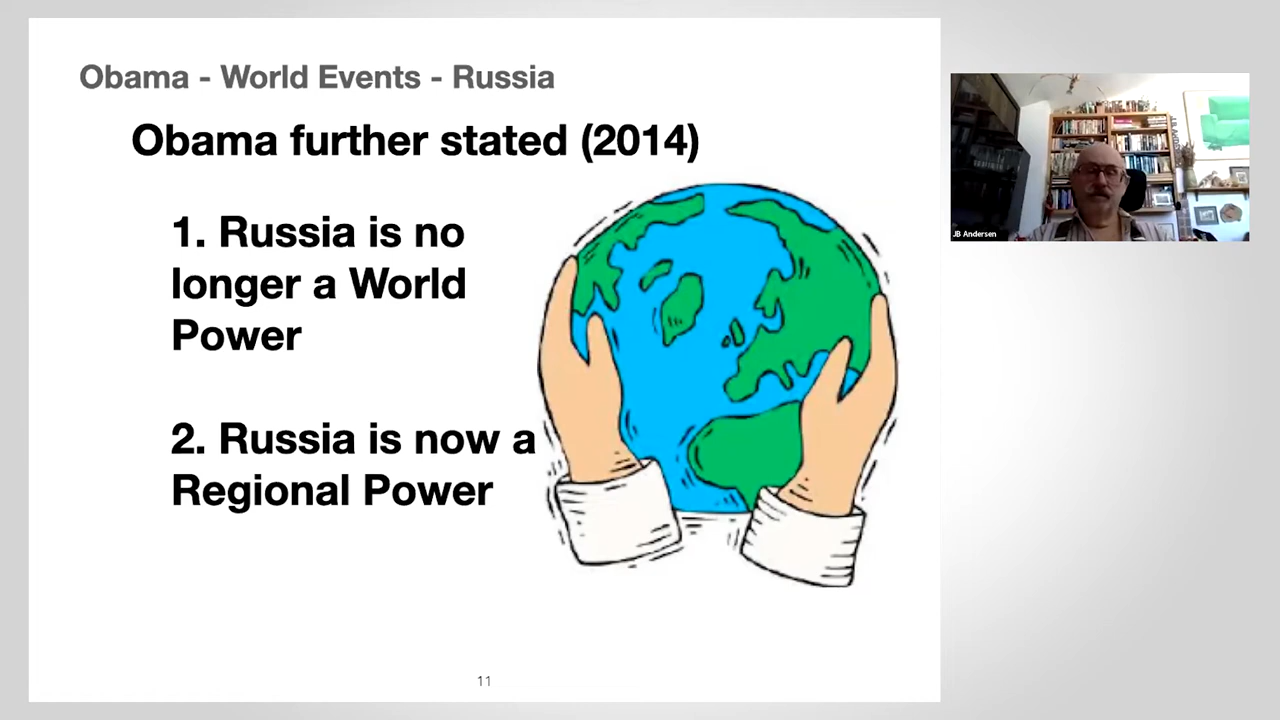 Obama - World Events - Russia
Obama further stated (2014)
1. Russia is no
longer a World
Power
2. Russia is now a
Regional Power
11
JB Andersen